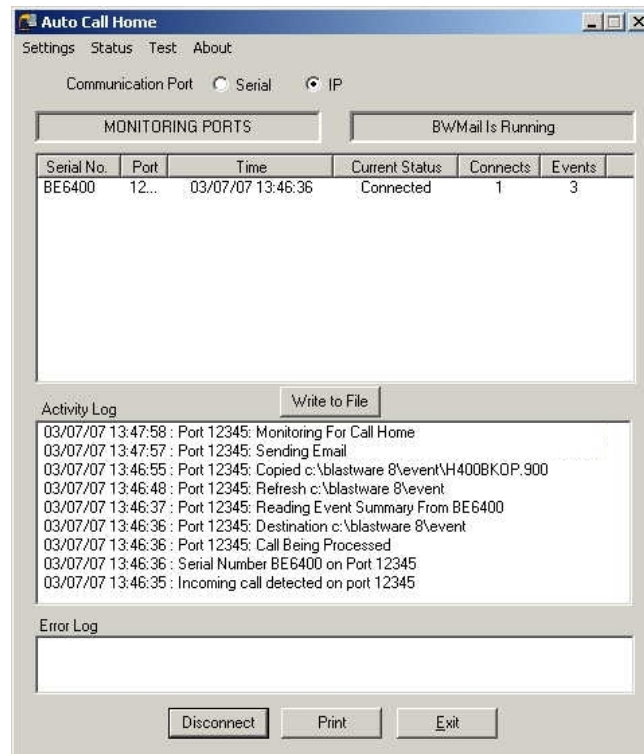 Auto Call Home
Settings Status Test About
Communication Port Serial IP
MONITORING PORTS BWMail Is Running
Serial No. Port Time Current Status Connects Events
BE6400 12... 03/07/07 13:46:36 Connected 1 3
Write to File
Activity Log
03/07/07 13:47:58 : Port 12345: Monitoring For Call Home
03/07/07 13:47:57 : Port 12345: Sending Email
03/07/07 13:46:55 : Port 12345: Copied c:\blastware 8\event\H400BKOP.900
03/07/07 13:46:48 : Port 12345: Refresh c:\blastware 8\event
03/07/07 13:46:37 : Port 12345: Reading Event Summary From BE6400
03/07/07 13:46:36 : Port 12345: Destination c:\blastware 8\event
03/07/07 13:46:36 : Port 12345: Call Being Processed
03/07/07 13:46:36 : Serial Number BE6400 on Port 12345
03/07/07 13:46:35 : Incoming call detected on port 12345
Error Log
Disconnect Print Exit